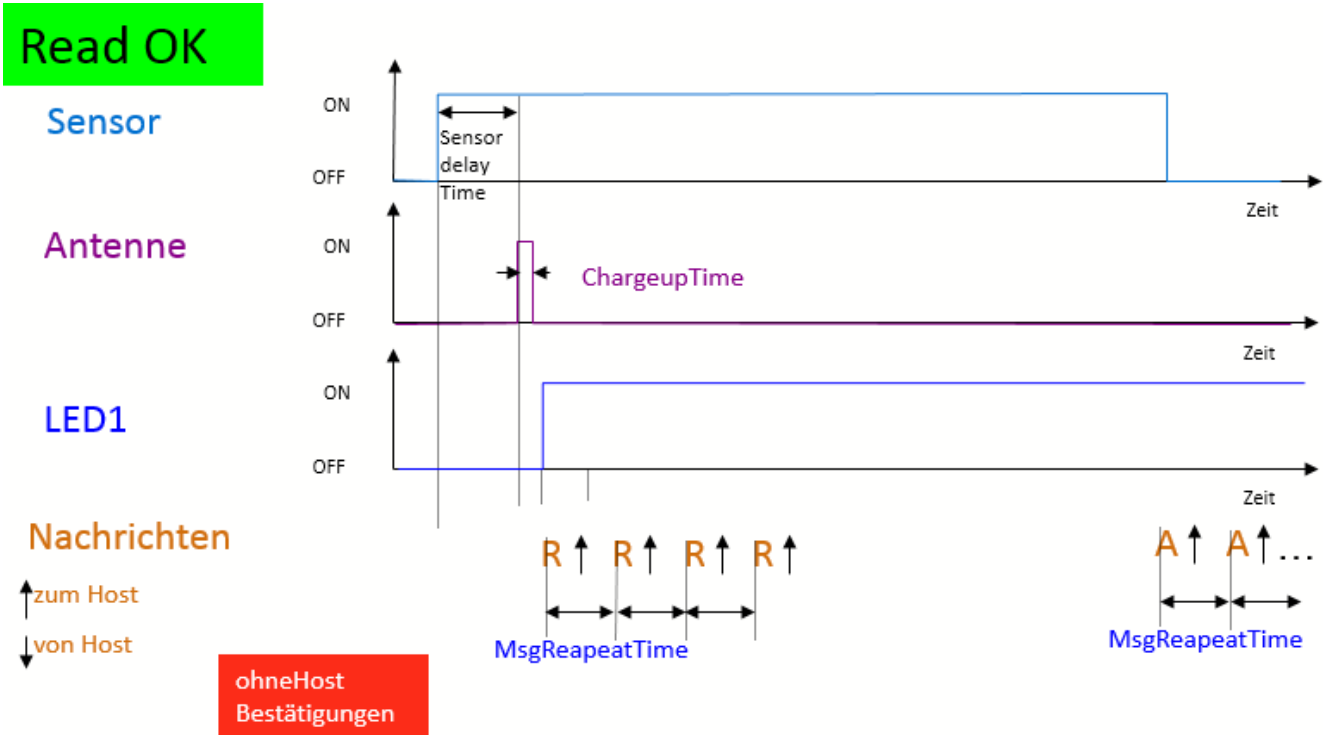 Read OK
Sensor
ON
OFF
Sensor
delay
Time
Zeit
Antenne
ON
OFF
ChargeupTime
Zeit
LED1
ON
OFF
Zeit
Nachrichten
zum Host
von Host
R R R R
A A ...
MsgReapeatTime
MsgReapeatTime
ohneHost
Bestätigungen